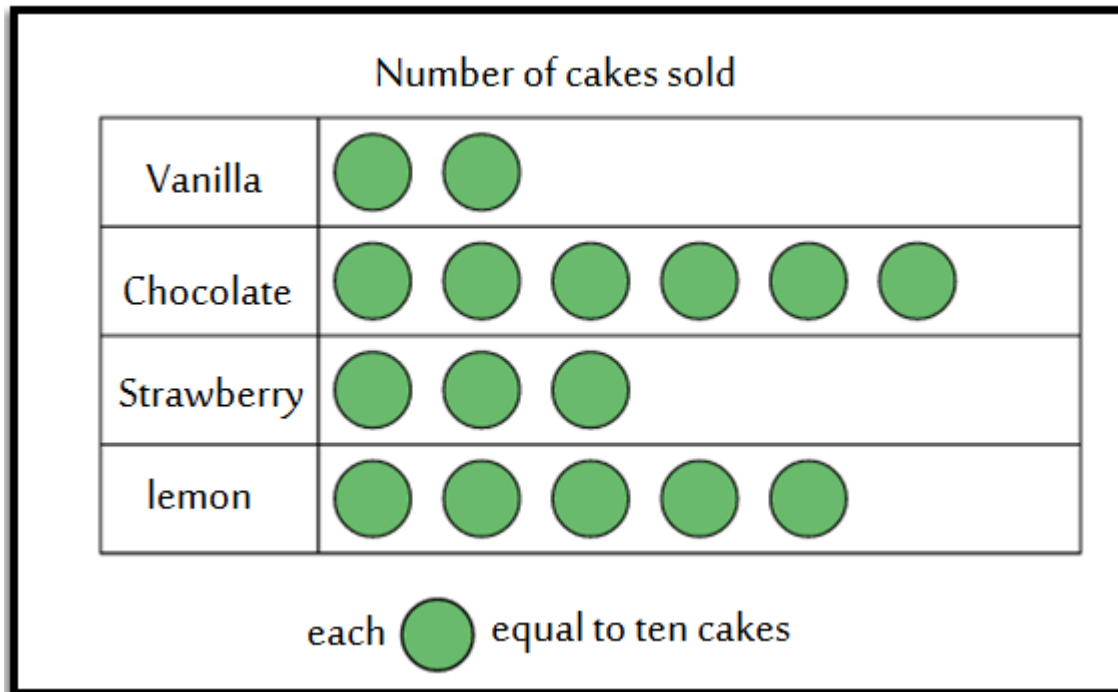 Number of cakes sold
Vanilla
Chocolate
Strawberry
lemon
each equal to ten cakes